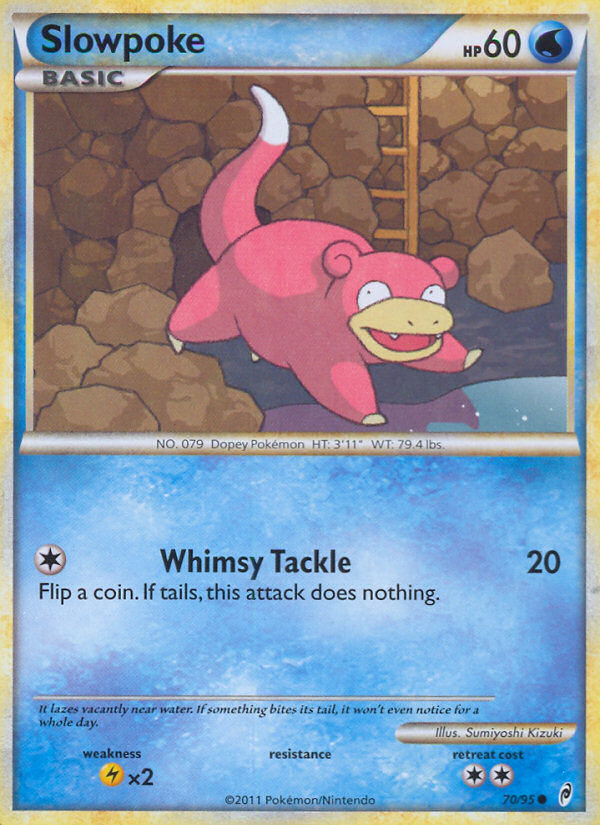 Slowpoke
HP 60
BASIC
NO. 079 Dopey Pokémon HT: 3'11" WT: 79.4 lbs.
Whimsy Tackle 20
Flip a coin. If tails, this attack does nothing.
It lazes vacantly near water. If something bites its tail, it won't even notice for a
whole day.
Illus. Sumiyoshi Kizuki
weakness resistance retreat cost
×2
70/95
©2011 Pokémon/Nintendo